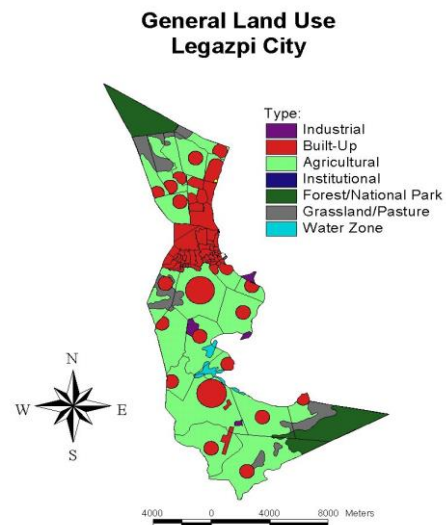 General Land Use
Legazpi City
Type:
Industrial
Built-Up
Agricultural
Institutional
Forest/National Park
Grassland/Pasture
Water Zone
N
W E
S
4000 0 4000 8000 Meters